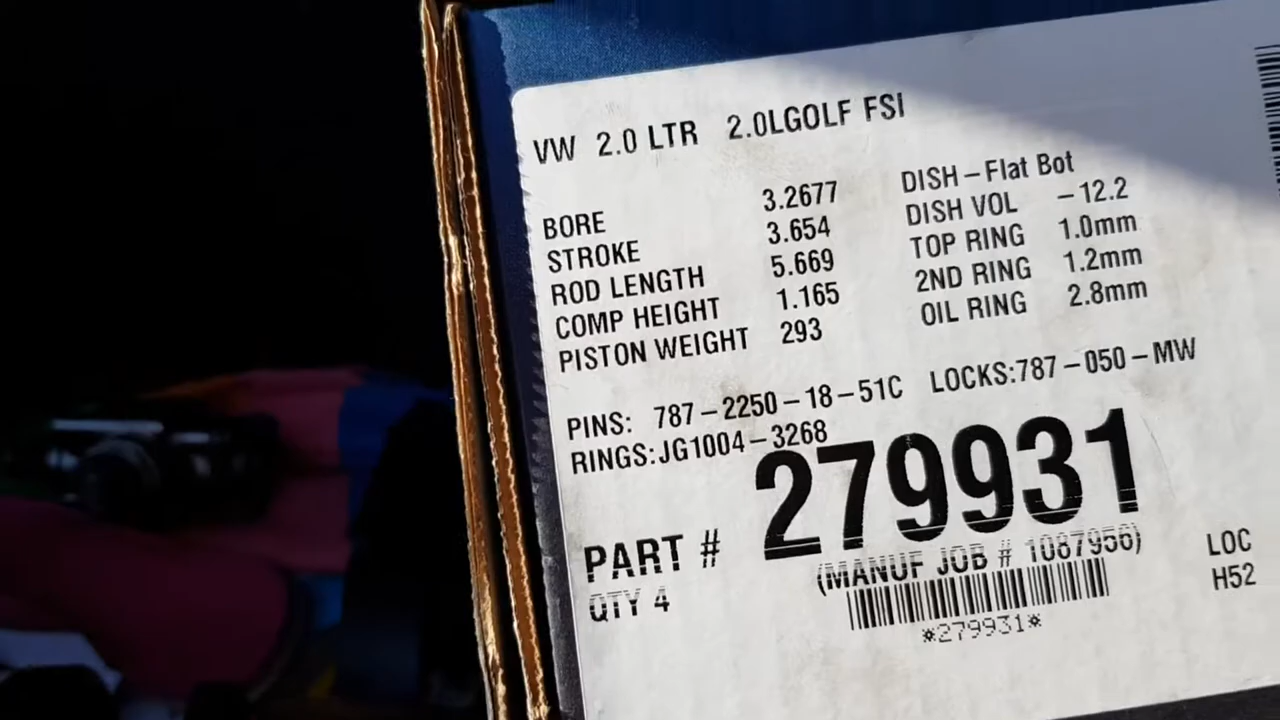 VW 2.0 LTR 2.0LGOLF FSI
BORE 3.2677 DISH – Flat Bot
STROKE 3.654 DISH VOL –12.2
ROD LENGTH 5.669 TOP RING 1.0mm
COMP HEIGHT 1.165 2ND RING 1.2mm
PISTON WEIGHT 293 OIL RING 2.8mm
PINS: 787–2250–18–51C LOCKS:787–050–MW
RINGS:JG1004–3268
PART # 279931
(MANUF JOB # 1087956)
QTY 4
*279931*
LOC
H52